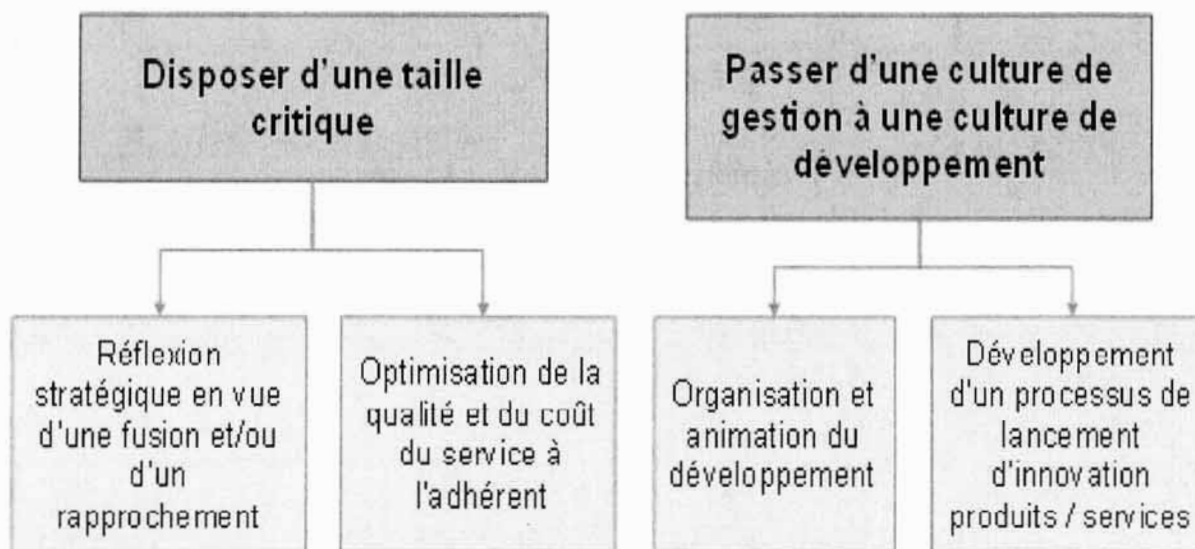 Disposer d'une taille
critique
Passer d'une culture de
gestion à une culture de
développement
Réflexion
stratégique en vue
d'une fusion et/ou
d'un
rapprochement
Optimisation de la
qualité et du coût
du service à
l'adhérent
Organisation et
animation du
développement
Développement
d'un processus de
lancement
d'innovation
produits / services